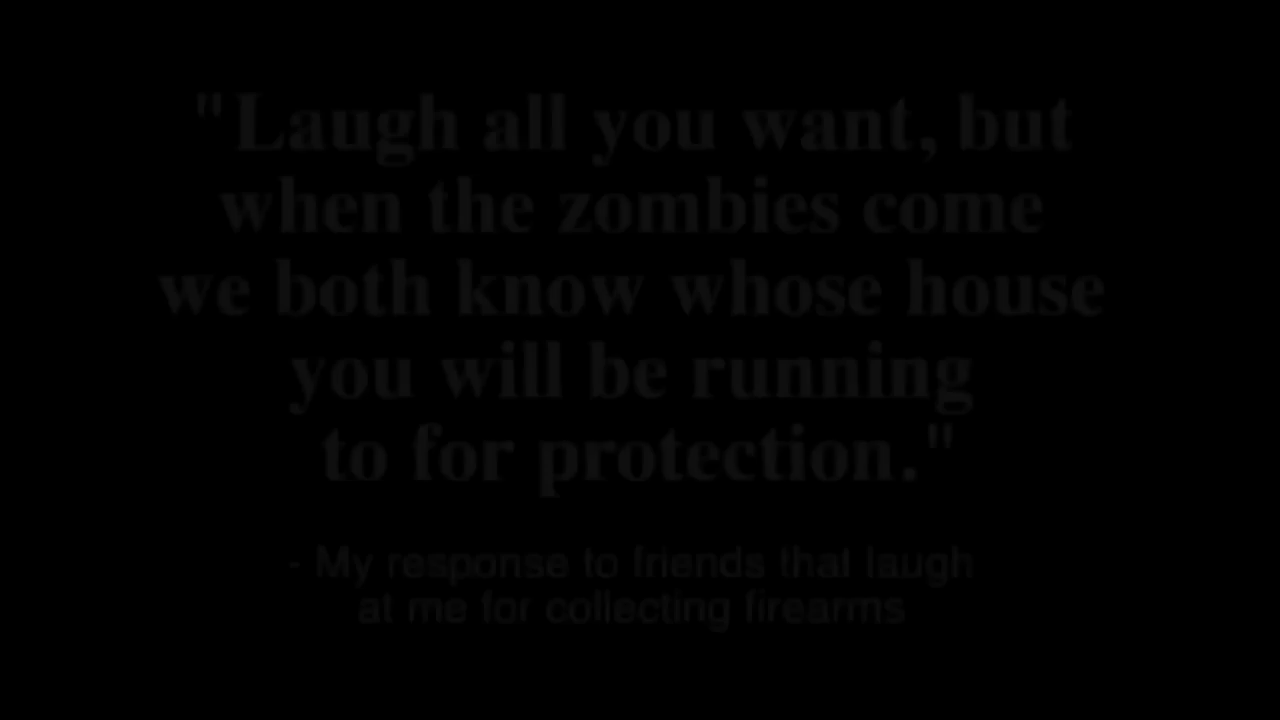 "Laugh all you want, but
when the zombies come
we both know whose house
you will be running
to for protection."
- My response to friends that laugh
at me for collecting firearms